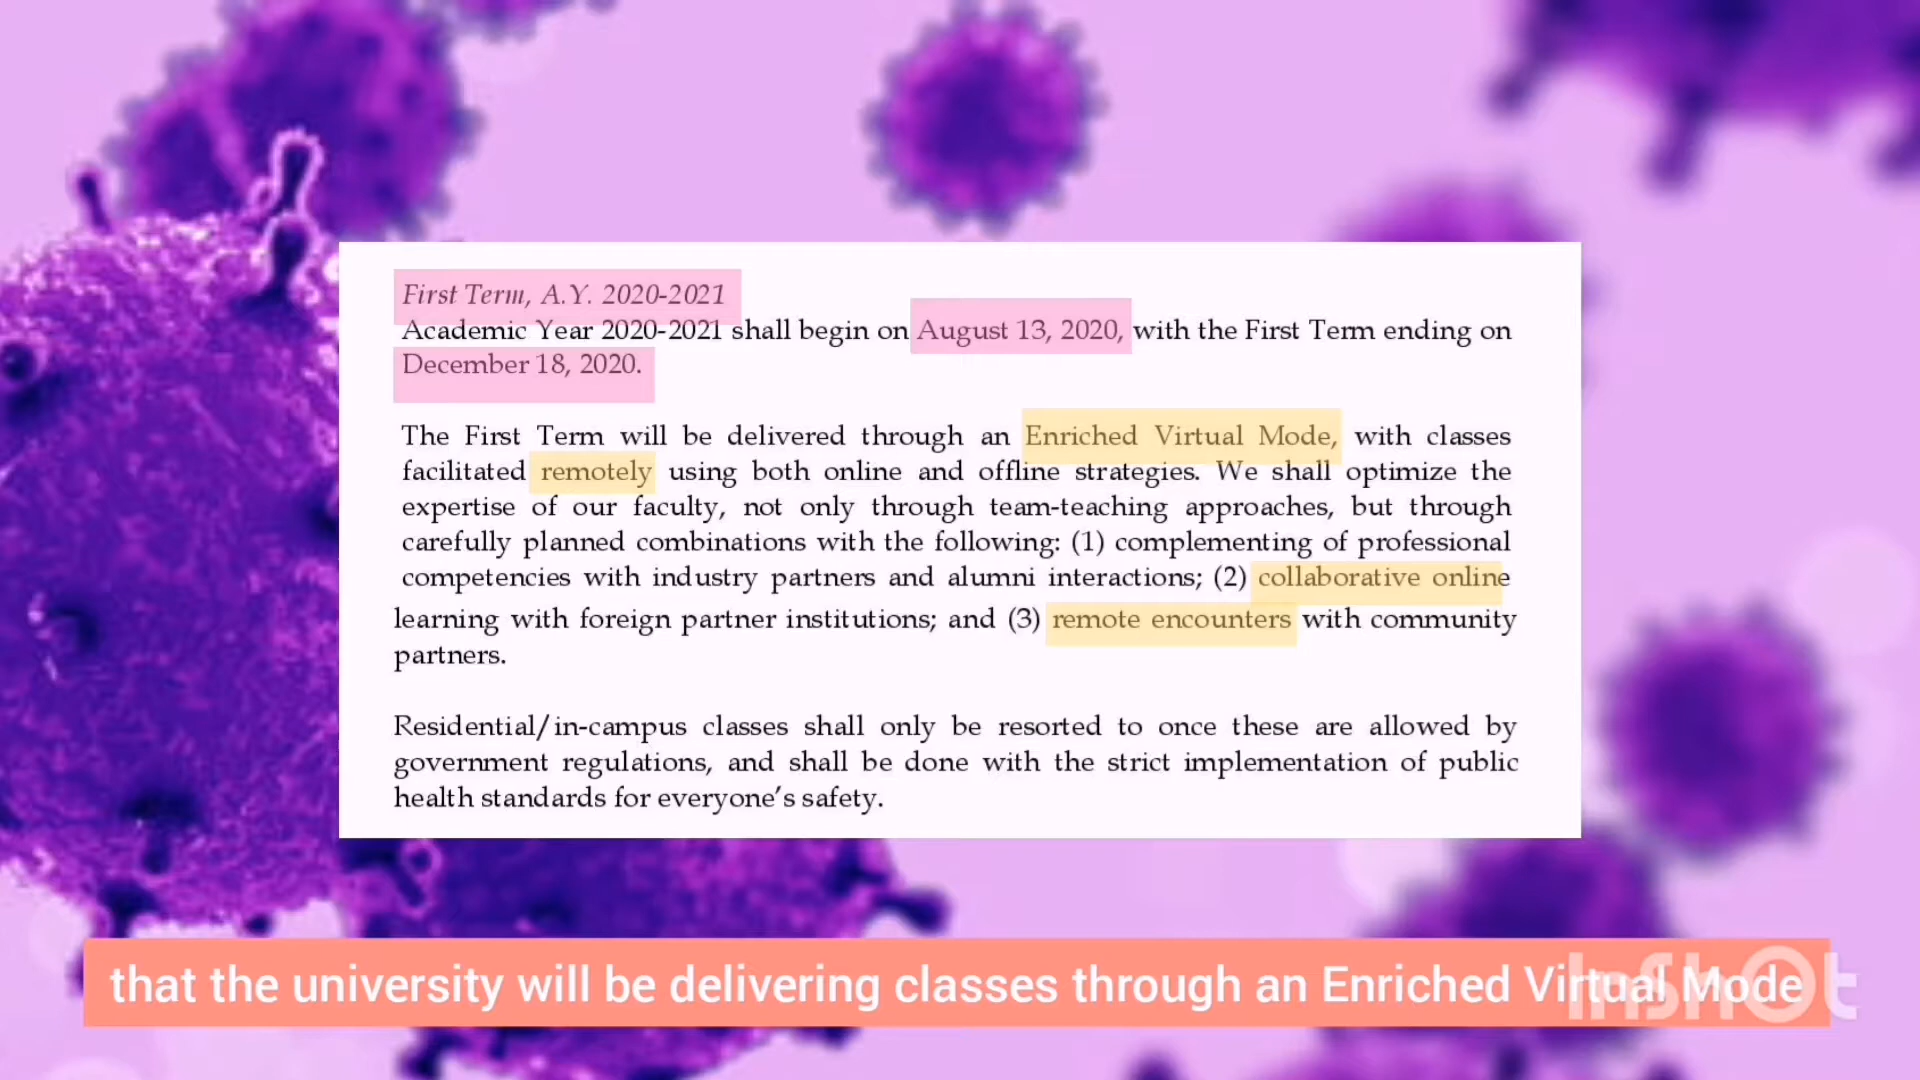 First Term, A.Y. 2020-2021
Academic Year 2020-2021 shall begin on August 13, 2020, with the First Term ending on
December 18, 2020.
The First Term will be delivered through an Enriched Virtual Mode, with classes
facilitated remotely using both online and offline strategies. We shall optimize the
expertise of our faculty, not only through team-teaching approaches, but through
carefully planned combinations with the following: (1) complementing of professional
competencies with industry partners and alumni interactions; (2) collaborative online
learning with foreign partner institutions; and (3) remote encounters with community
partners.
Residential/in-campus classes shall only be resorted to once these are allowed by
government regulations, and shall be done with the strict implementation of public
health standards for everyone's safety.
that the university will be delivering classes through an Enriched Virtual Mode
InShOt